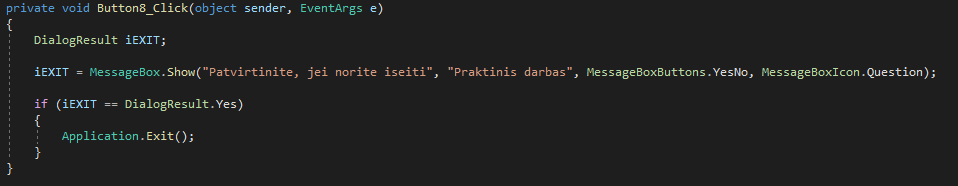 private void Button8_Click(object sender, EventArgs e)
{
DialogResult iEXIT;
iEXIT = MessageBox.Show("Patvirtinite, jei norite iseiti", "Praktinis darbas", MessageBoxButtons.YesNo, MessageBoxIcon.Question);
if (iEXIT == DialogResult.Yes)
{
Application.Exit();
}
}